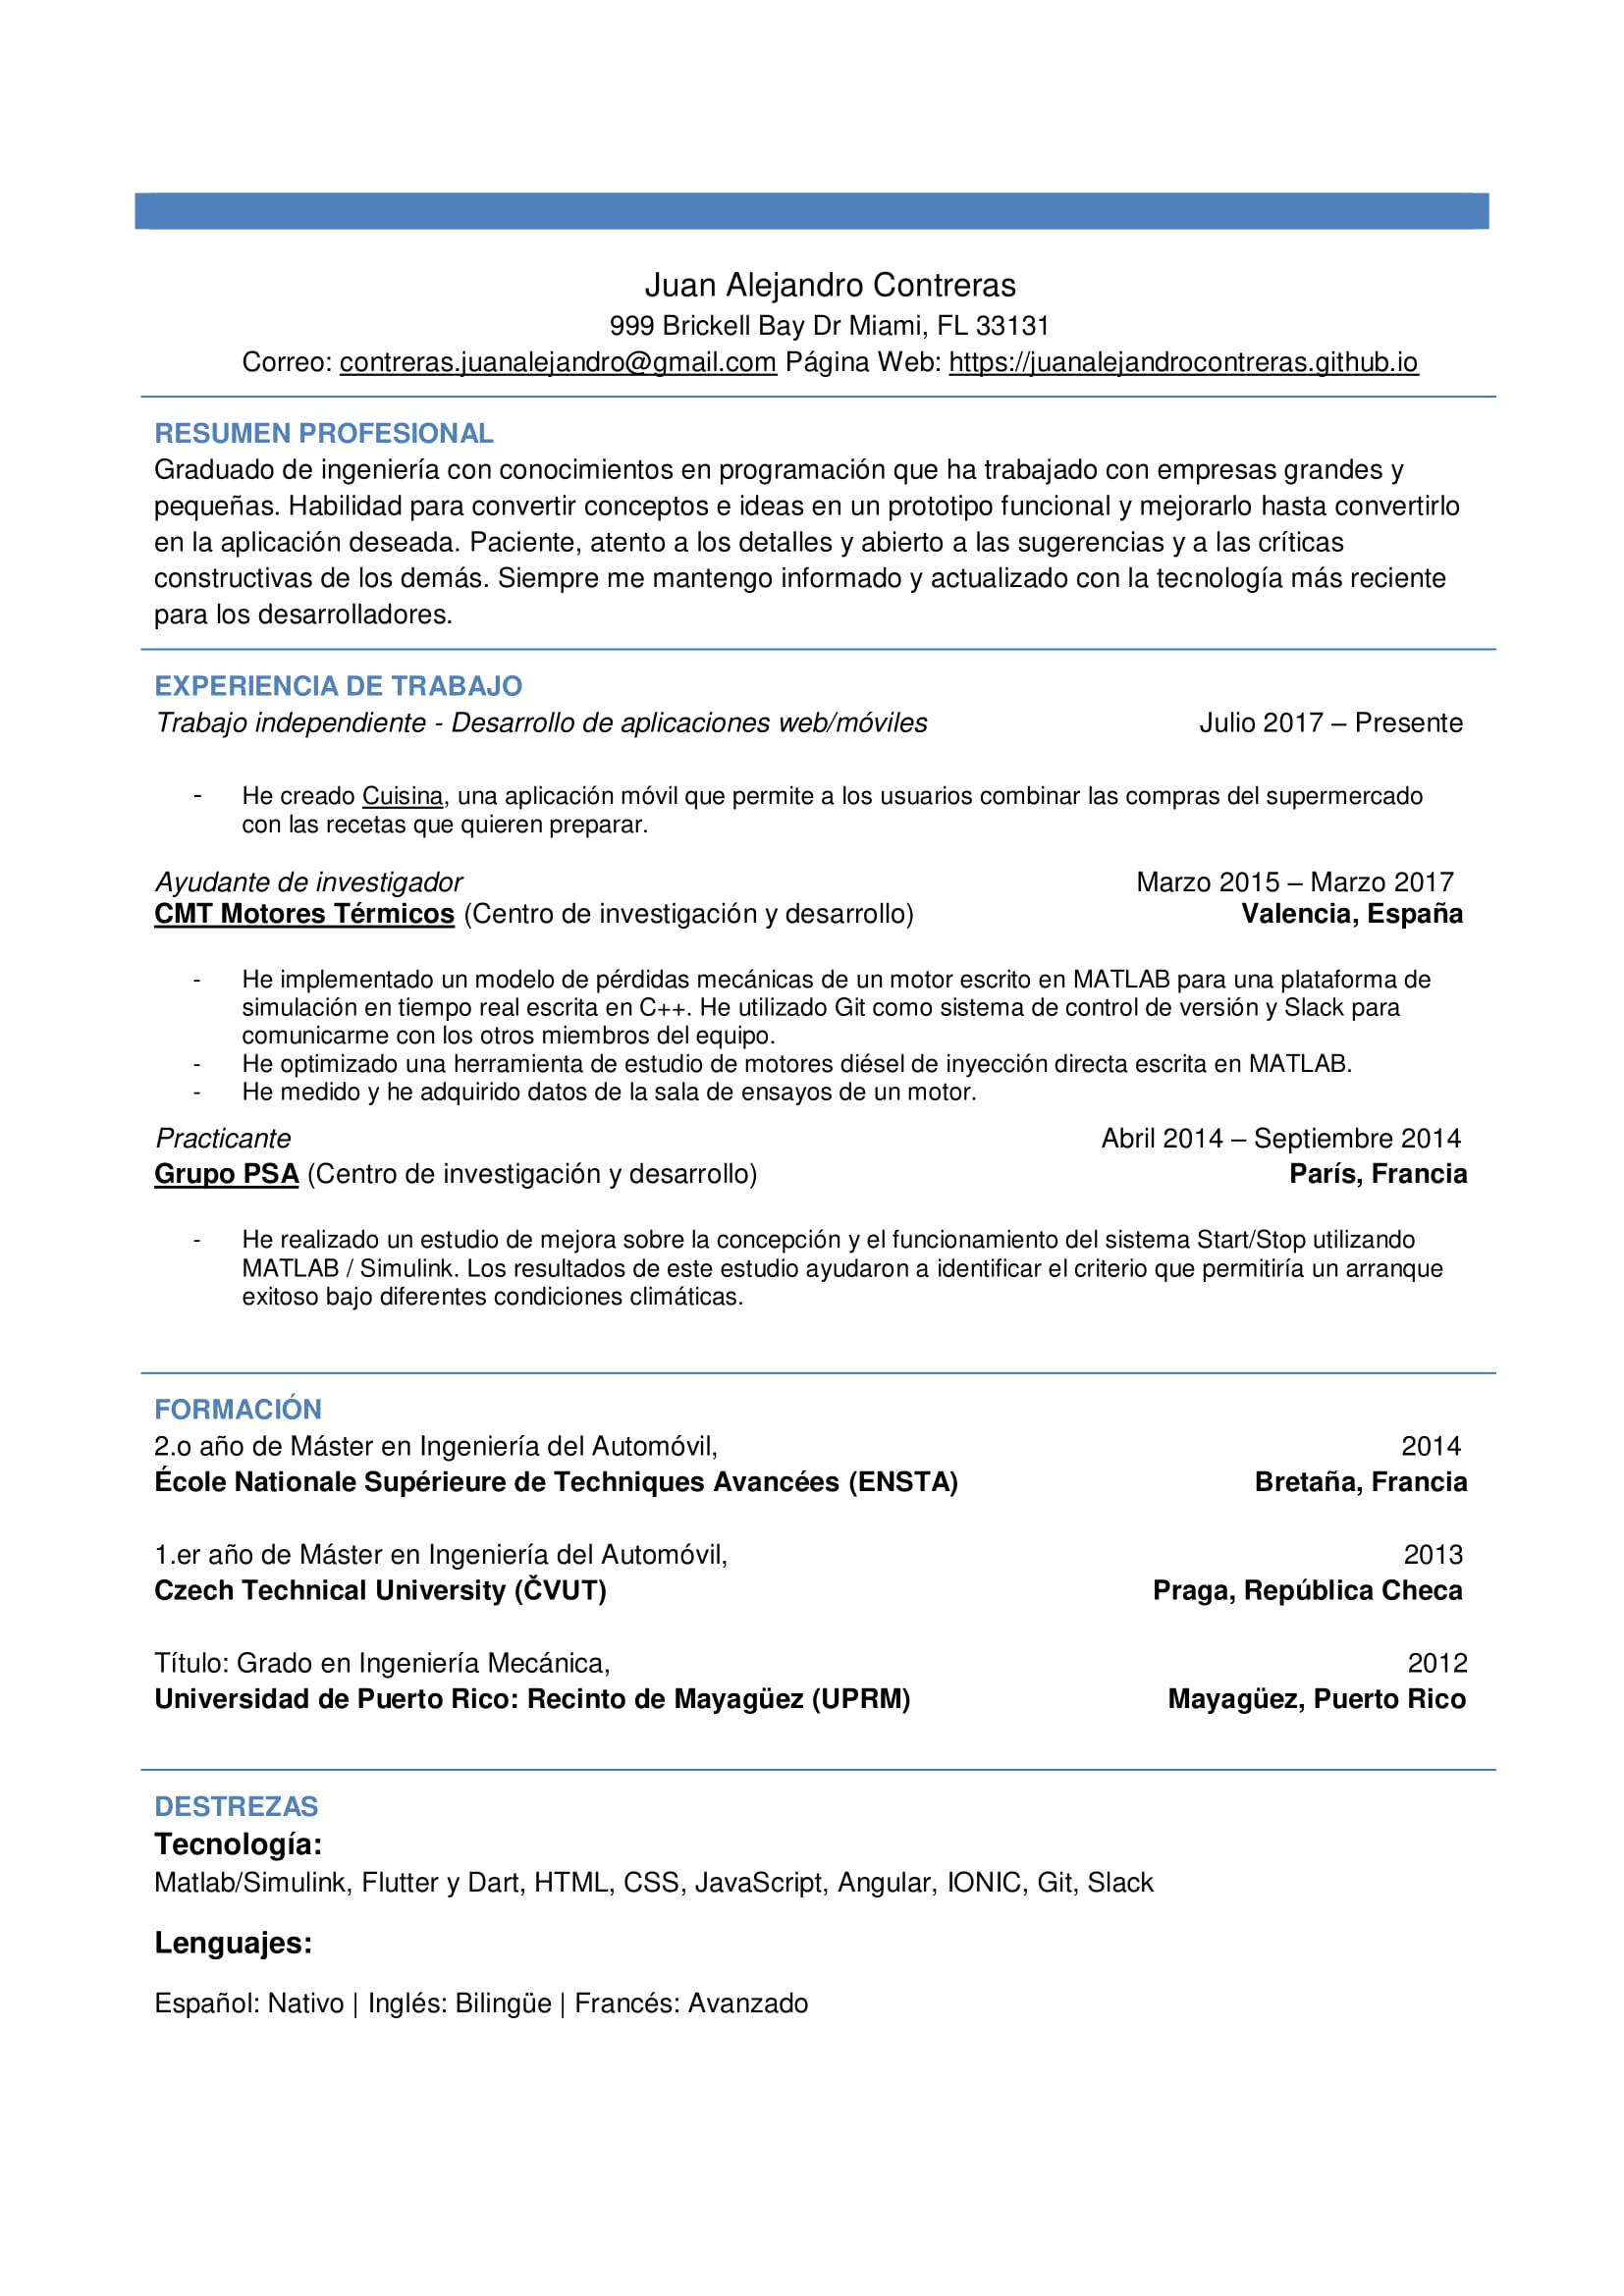 Juan Alejandro Contreras
999 Brickell Bay Dr Miami, FL 33131
Correo: contreras.juanalejandro@gmail.com Página Web: https://juanalejandrocontreras.github.io
RESUMEN PROFESIONAL
Graduado de ingeniería con conocimientos en programación que ha trabajado con empresas grandes y
pequeñas. Habilidad para convertir conceptos e ideas en un prototipo funcional y mejorarlo hasta convertirlo
en la aplicación deseada. Paciente, atento a los detalles y abierto a las sugerencias y a las críticas
constructivas de los demás. Siempre me mantengo informado y actualizado con la tecnología más reciente
para los desarrolladores.
EXPERIENCIA DE TRABAJO
Trabajo independiente - Desarrollo de aplicaciones web/móviles Julio 2017 – Presente
- He creado Cuisina, una aplicación móvil que permite a los usuarios combinar las compras del supermercado
con las recetas que quieren preparar.
Ayudante de investigador Marzo 2015 – Marzo 2017
CMT Motores Térmicos (Centro de investigación y desarrollo) Valencia, España
- He implementado un modelo de pérdidas mecánicas de un motor escrito en MATLAB para una plataforma de
simulación en tiempo real escrita en C++. He utilizado Git como sistema de control de versión y Slack para
comunicarme con los otros miembros del equipo.
- He optimizado una herramienta de estudio de motores diésel de inyección directa escrita en MATLAB.
- He medido y he adquirido datos de la sala de ensayos de un motor.
Practicante Abril 2014 – Septiembre 2014
Grupo PSA (Centro de investigación y desarrollo) París, Francia
- He realizado un estudio de mejora sobre la concepción y el funcionamiento del sistema Start/Stop utilizando
MATLAB / Simulink. Los resultados de este estudio ayudaron a identificar el criterio que permitiría un arranque
exitoso bajo diferentes condiciones climáticas.
FORMACIÓN
2.o año de Máster en Ingeniería del Automóvil, 2014
École Nationale Supérieure de Techniques Avancées (ENSTA) Bretaña, Francia
1.er año de Máster en Ingeniería del Automóvil, 2013
Czech Technical University (ČVUT) Praga, República Checa
Título: Grado en Ingeniería Mecánica, 2012
Universidad de Puerto Rico: Recinto de Mayagüez (UPRM) Mayagüez, Puerto Rico
DESTREZAS
Tecnología:
Matlab/Simulink, Flutter y Dart, HTML, CSS, JavaScript, Angular, IONIC, Git, Slack
Lenguajes:
Español: Nativo | Inglés: Bilingüe | Francés: Avanzado